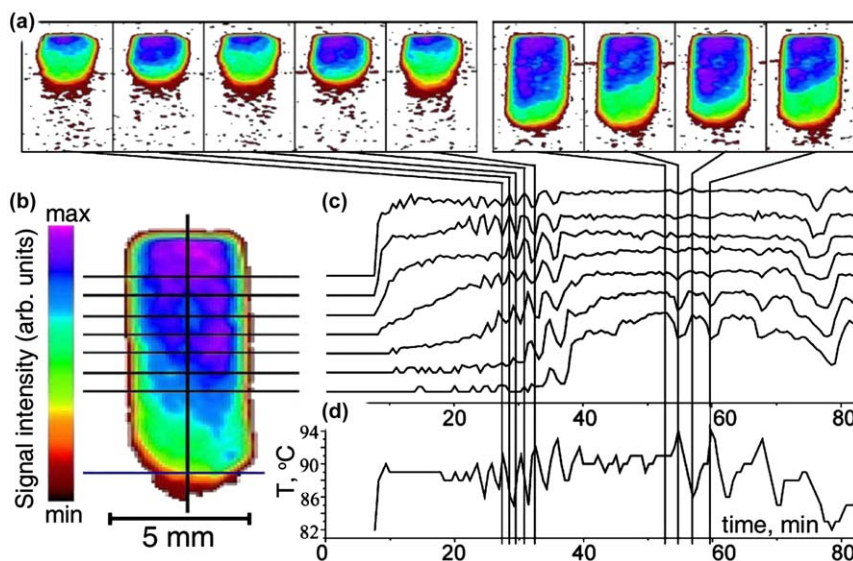 (a)
(b)
max
Signal intensity (arb. units)
min
5 mm
(c)
20 40 60 80
(d)
T, °C
94
90
86
82
time, min
0 20 40 60 80